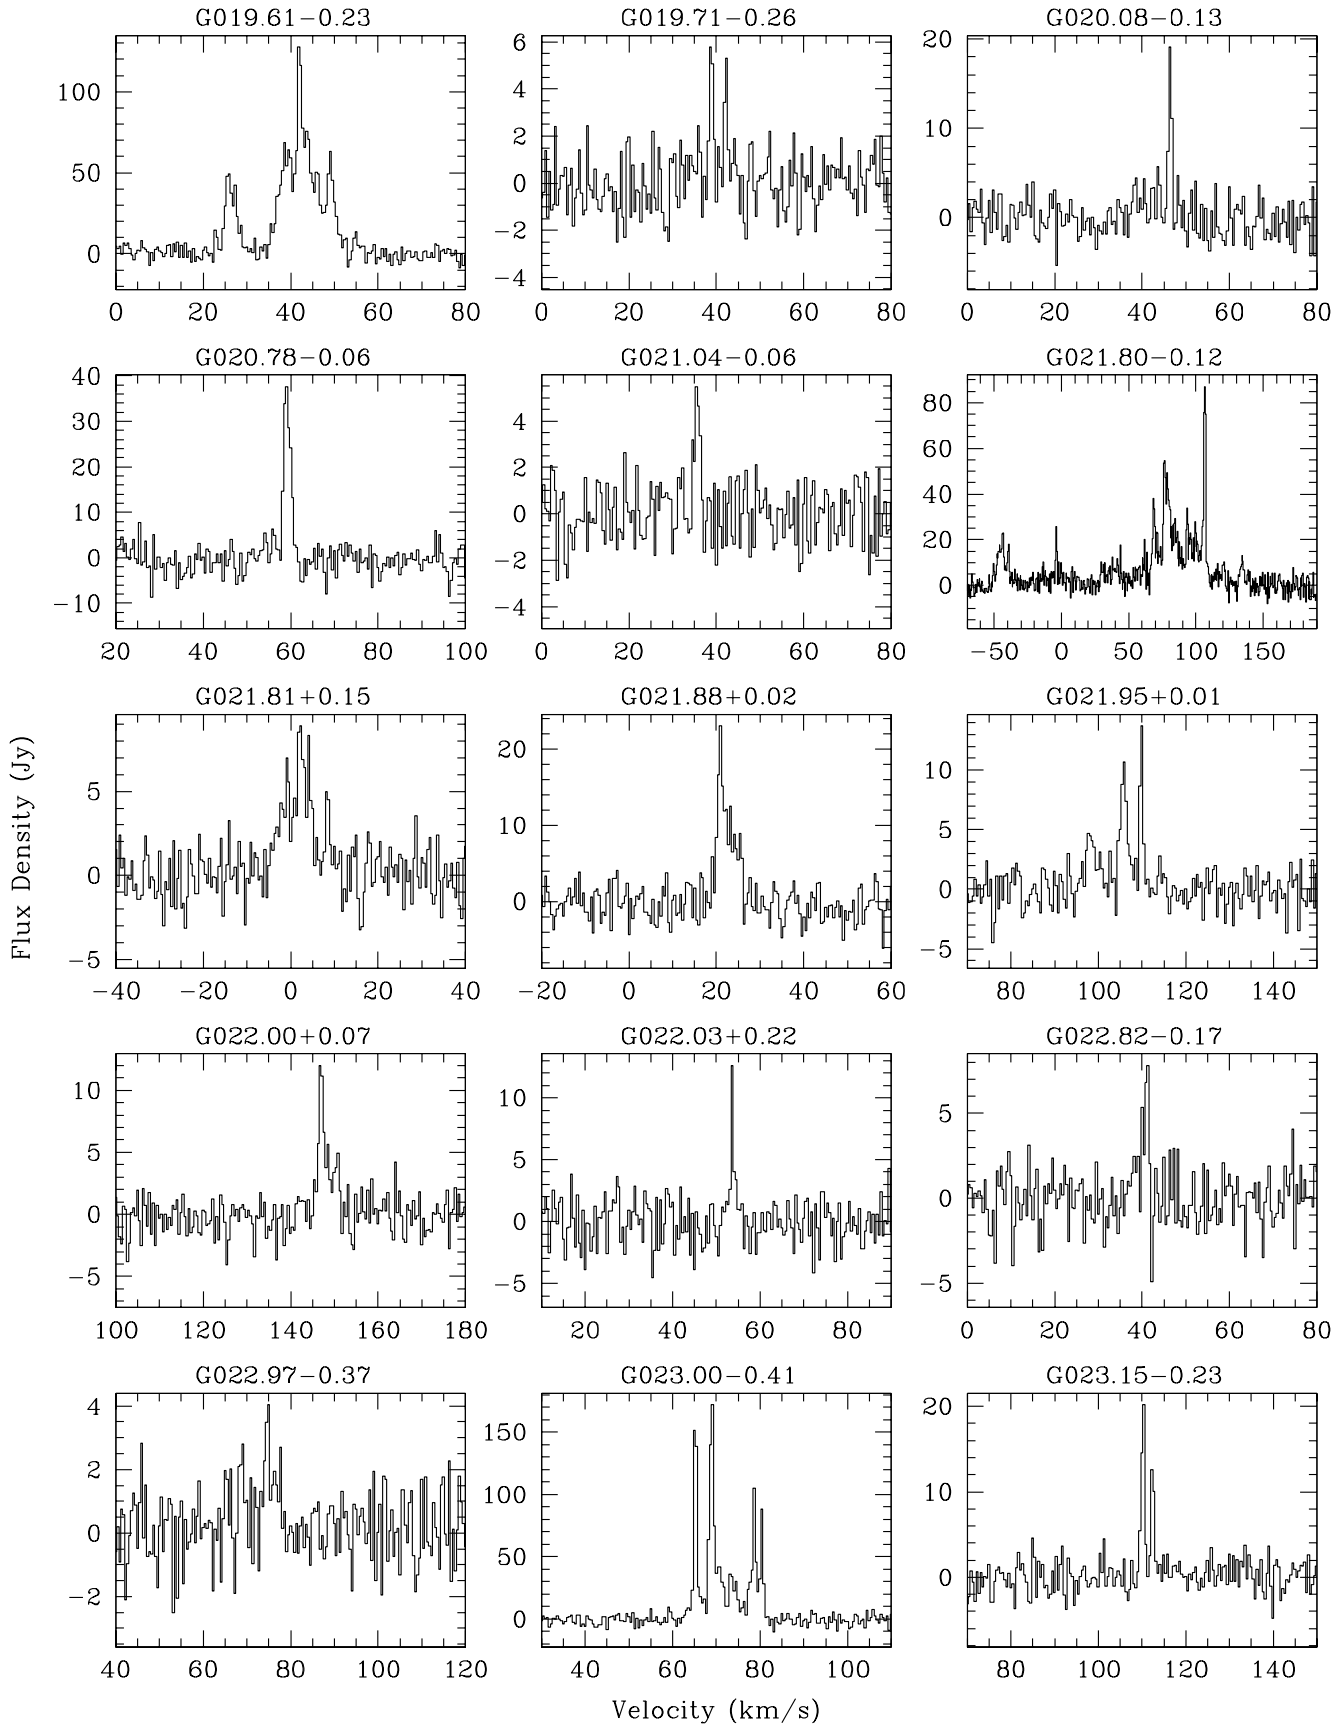 G019.61−0.23 G019.71−0.26 G020.08−0.13
100 50 0
6 4 2 0 −2 −4
20 10 0
0 20 40 60 80 0 20 40 60 80 0 20 40 60 80
G020.78−0.06 G021.04−0.06 G021.80−0.12
40 30 20 10 0 −10
4 2 0 −2 −4
80 60 40 20 0
20 40 60 80 100 0 20 40 60 80 −50 0 50 100 150
G021.81+0.15 G021.88+0.02 G021.95+0.01
Flux Density (Jy)
5 0 −5
20 10 0
10 5 0 −5
−40 −20 0 20 40 −20 0 20 40 60 80 100 120 140
G022.00+0.07 G022.03+0.22 G022.82−0.17
10 5 0 −5
10 5 0 −5
5 0 −5
100 120 140 160 180 20 40 60 80 0 20 40 60 80
G022.97−0.37 G023.00−0.41 G023.15−0.23
4 2 0 −2
150 100 50 0
20 10 0
40 60 80 100 120 40 60 80 100 80 100 120 140
Velocity (km/s)